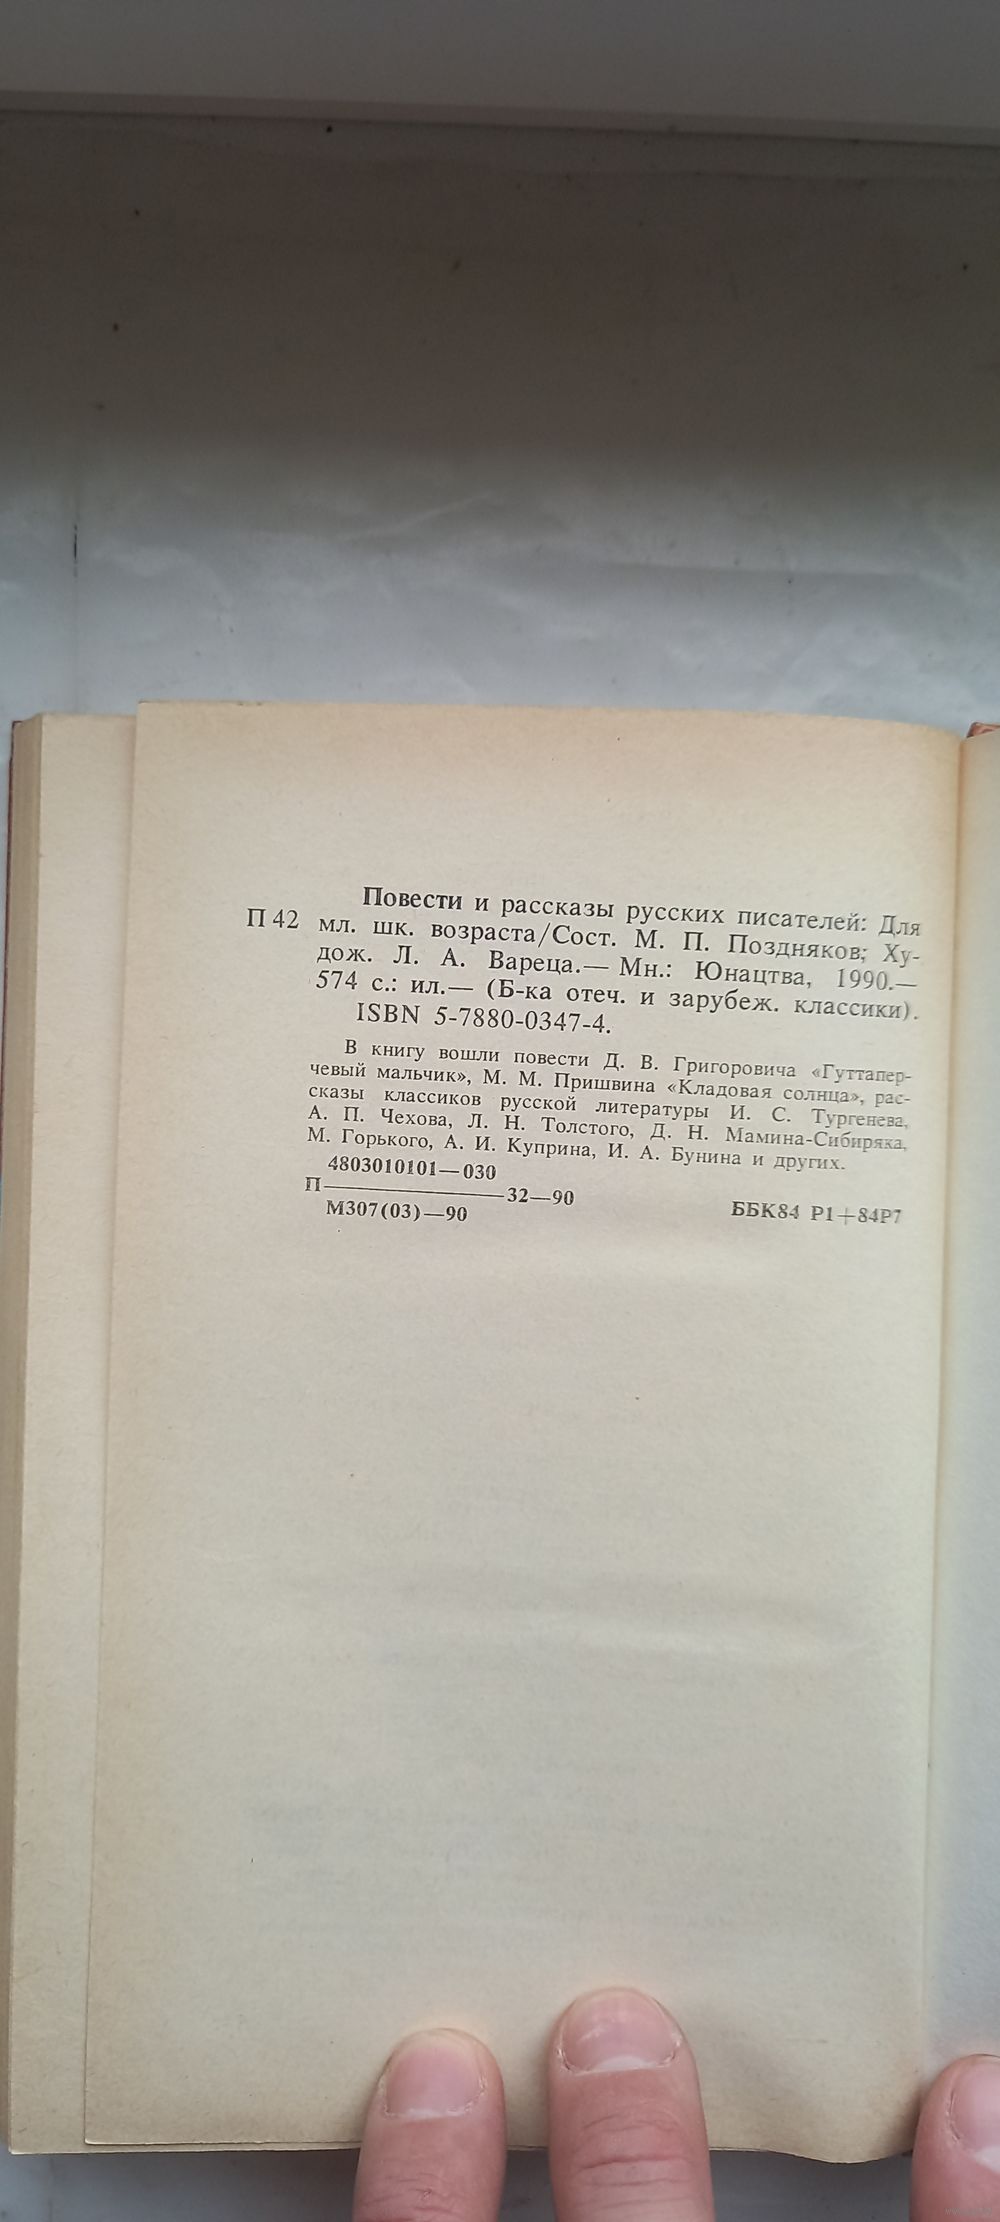 Повести и рассказы русских писателей: Для
П 42 мл. шк. возраста/Сост. М. П. Поздняков; Ху-
дож. Л. А. Вареца.— Мн.: Юнацтва, 1990.—
574 с.: ил.— (Б-ка отеч. и зарубеж. классики).
ISBN 5-7880-0347-4.
В книгу вошли повести Д. В. Григоровича «Гуттапер-
чевый мальчик», М. М. Пришвина «Кладовая солнца», рас-
сказы классиков русской литературы И. С. Тургенева,
А. П. Чехова, Л. Н. Толстого, Д. Н. Мамина-Сибиряка,
М. Горького, А. И. Куприна, И. А. Бунина и других.
4803010101—030
П 32—90
М307(03)—90 ББК84 Р1+84Р7